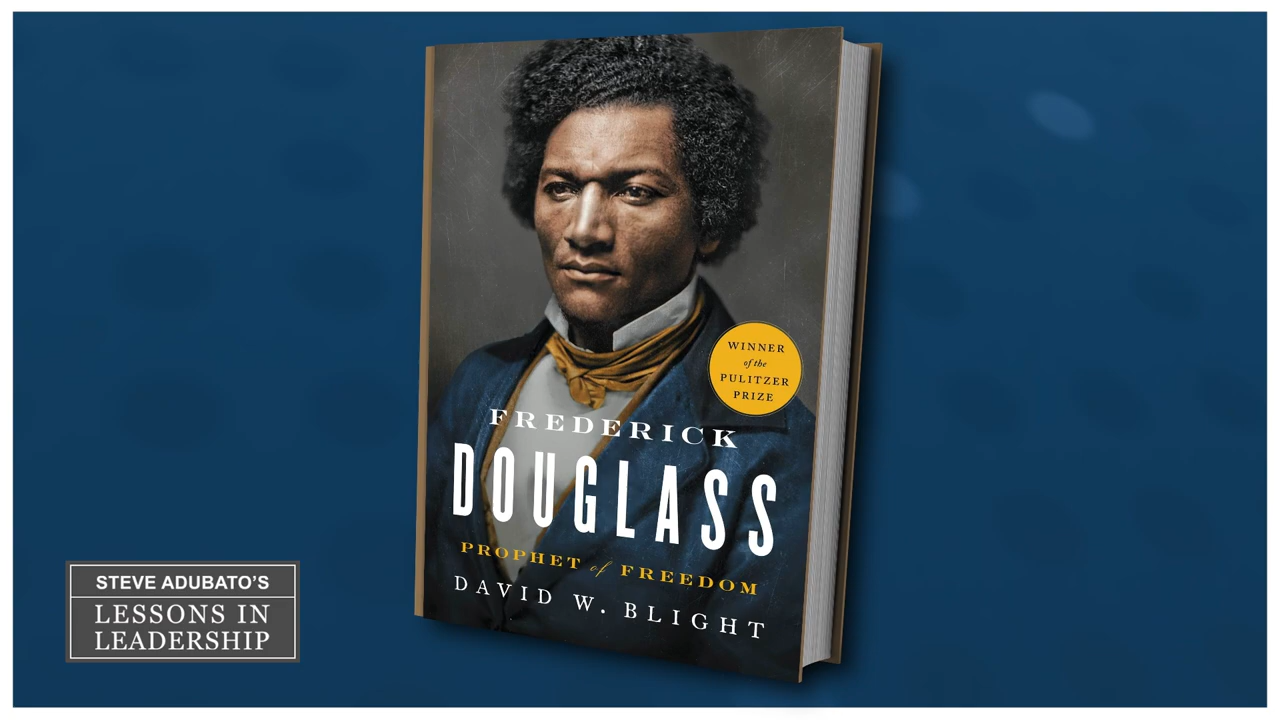 WINNER
of the
PULITZER
PRIZE
FREDERICK
DOUGLASS
PROPHET of FREEDOM
DAVID W. BLIGHT
STEVE ADUBATO'S
LESSONS IN
LEADERSHIP